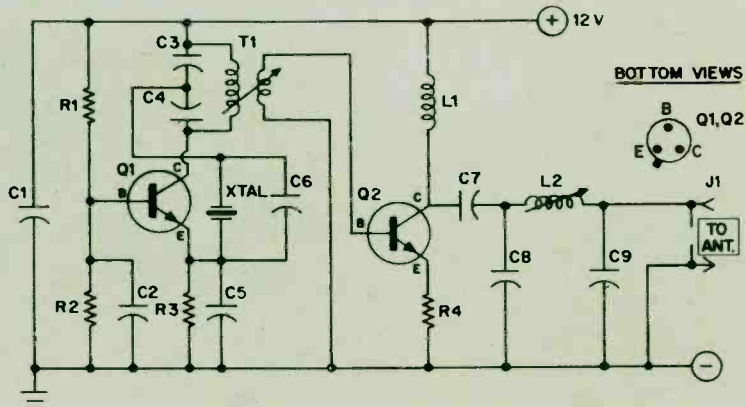 + 12 V
C3
T1
C4
R1
L1
BOTTOM VIEWS
B
Q1,Q2
E
C
Q1
C
C7
L2
J1
C1
B
XTAL
C6
Q2
C
TO
ANT.
E
B
E
C8
C9
R2
C2
R3
C5
R4
−